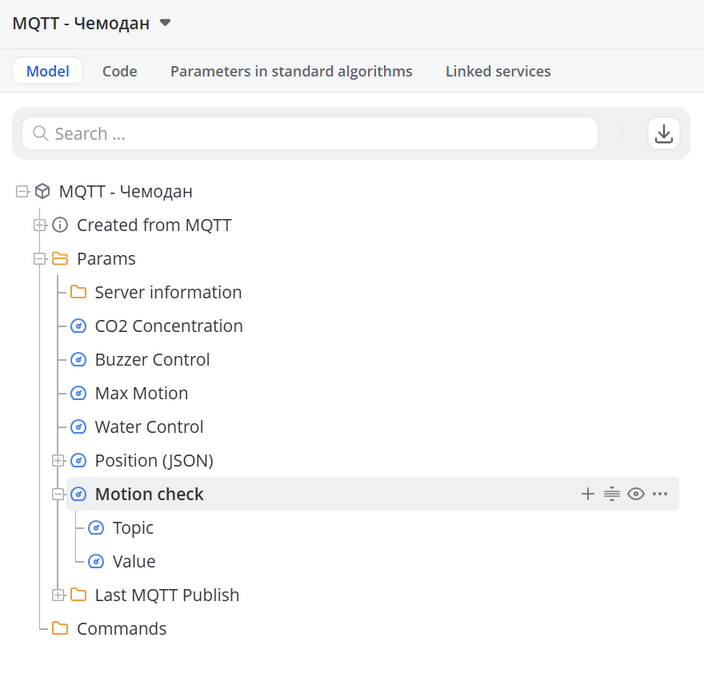 MQTT - Чемодан
Model Code Parameters in standard algorithms Linked services
Search ...
MQTT - Чемодан
Created from MQTT
Params
Server information
CO2 Concentration
Buzzer Control
Max Motion
Water Control
Position (JSON)
Motion check
Topic
Value
Last MQTT Publish
Commands